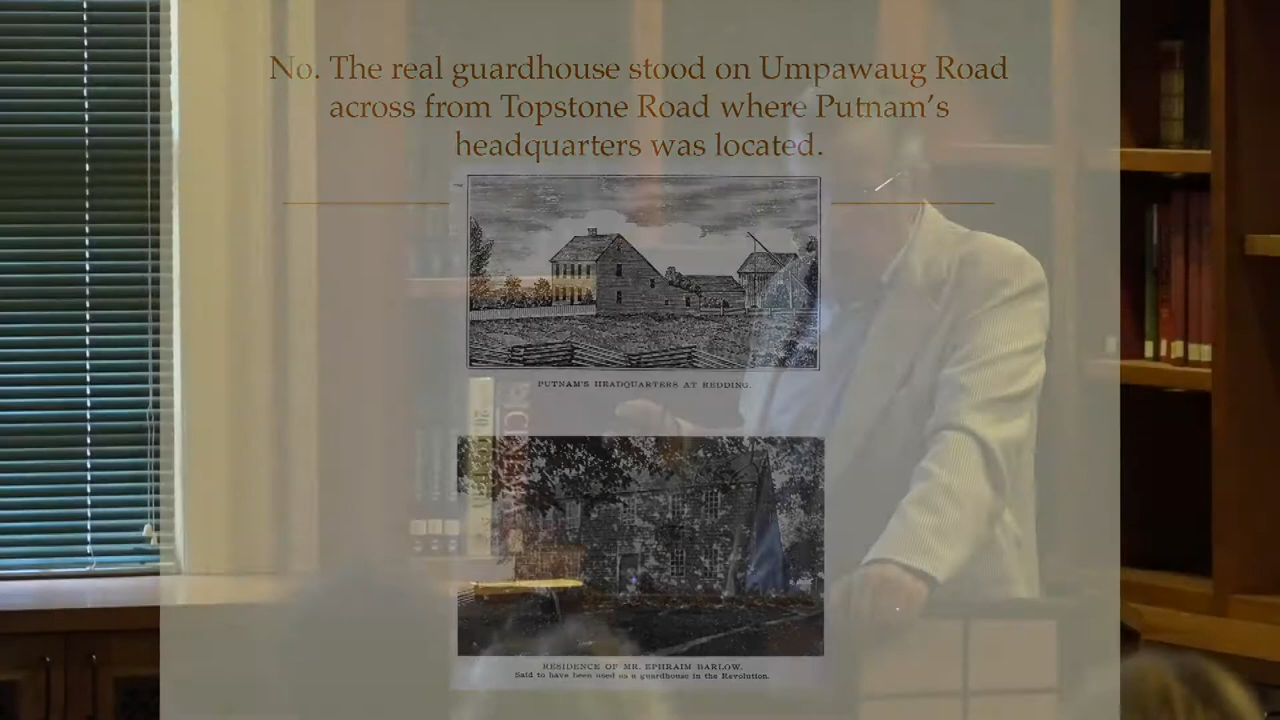 No. The real guardhouse stood on Umpawaug Road
across from Topstone Road where Putnam's
headquarters was located.
PUTNAM'S HEADQUARTERS AT REDDING.
RESIDENCE OF MR. EPHRAIM BARLOW.
Said to have been used as a guardhouse in the Revolution.